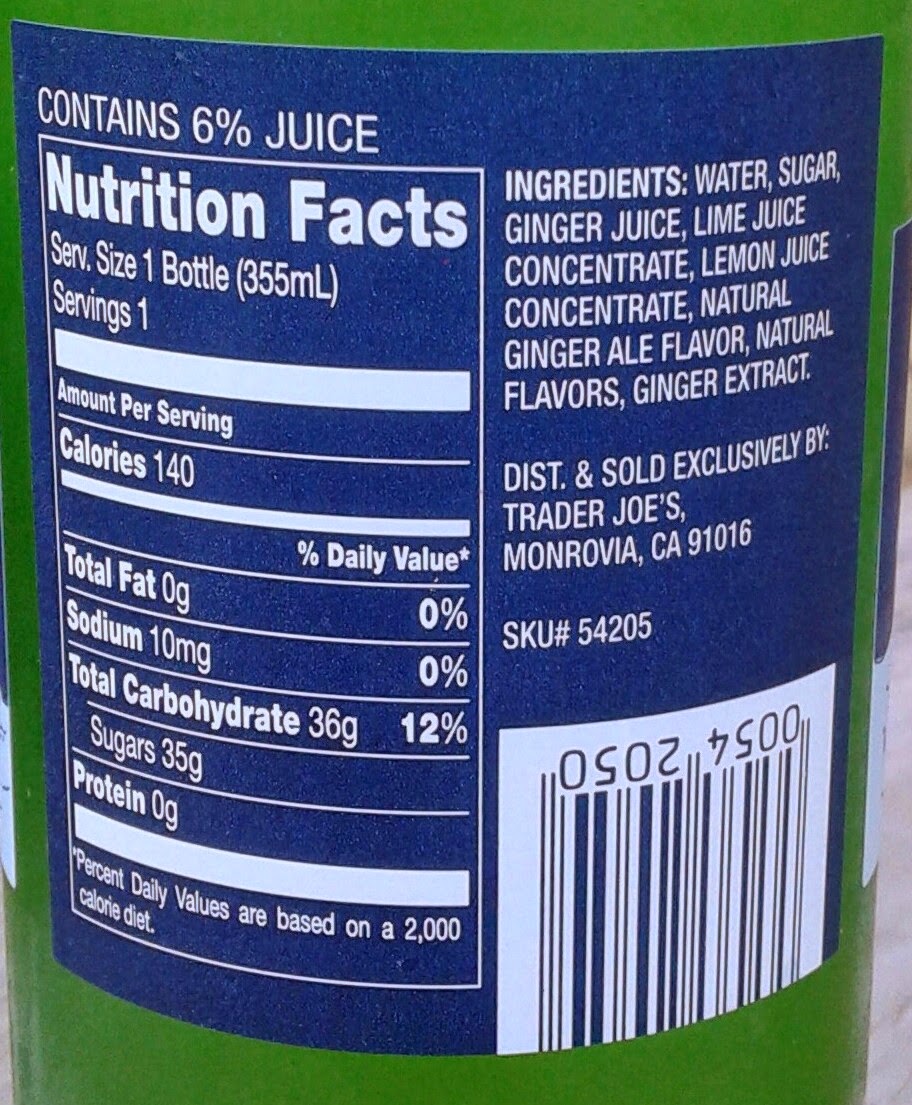 CONTAINS 6% JUICE
Nutrition Facts
Serv. Size 1 Bottle (355mL)
Servings 1
Amount Per Serving
Calories 140
% Daily Value*
Total Fat 0g 0%
Sodium 10mg 0%
Total Carbohydrate 36g 12%
Sugars 35g
Protein 0g
*Percent Daily Values are based on a 2,000
calorie diet.
INGREDIENTS: WATER, SUGAR,
GINGER JUICE, LIME JUICE
CONCENTRATE, LEMON JUICE
CONCENTRATE, NATURAL
GINGER ALE FLAVOR, NATURAL
FLAVORS, GINGER EXTRACT.
DIST. & SOLD EXCLUSIVELY BY:
TRADER JOE'S,
MONROVIA, CA 91016
SKU# 54205
0054 2050